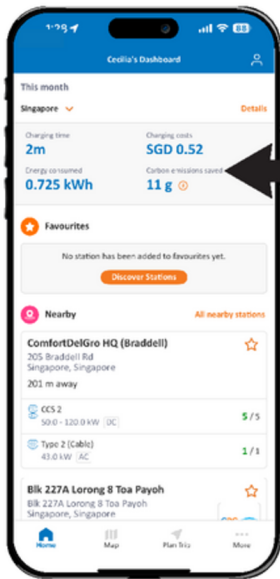 1:28
88
Cecilia's Dashboard
This month
Singapore
Details
Charging time
Charging costs
2m
SGD 0.52
Energy consumed
Carbon emissions saved
0.725 kWh
11 g
Favourites
No station has been added to favourites yet.
Discover Stations
Nearby
All nearby stations
ComfortDelGro HQ (Braddell)
205 Braddell Rd
Singapore, Singapore
201 m away
CCS 2
50.0 - 120.0 kW DC
5/5
Type 2 (Cable)
43.0 kW AC
1/1
Blk 227A Lorong 8 Toa Payoh
Blk 227A Lorong 8 Toa Payoh
Singapore, Singapore
Home
Map
Plan Trip
More